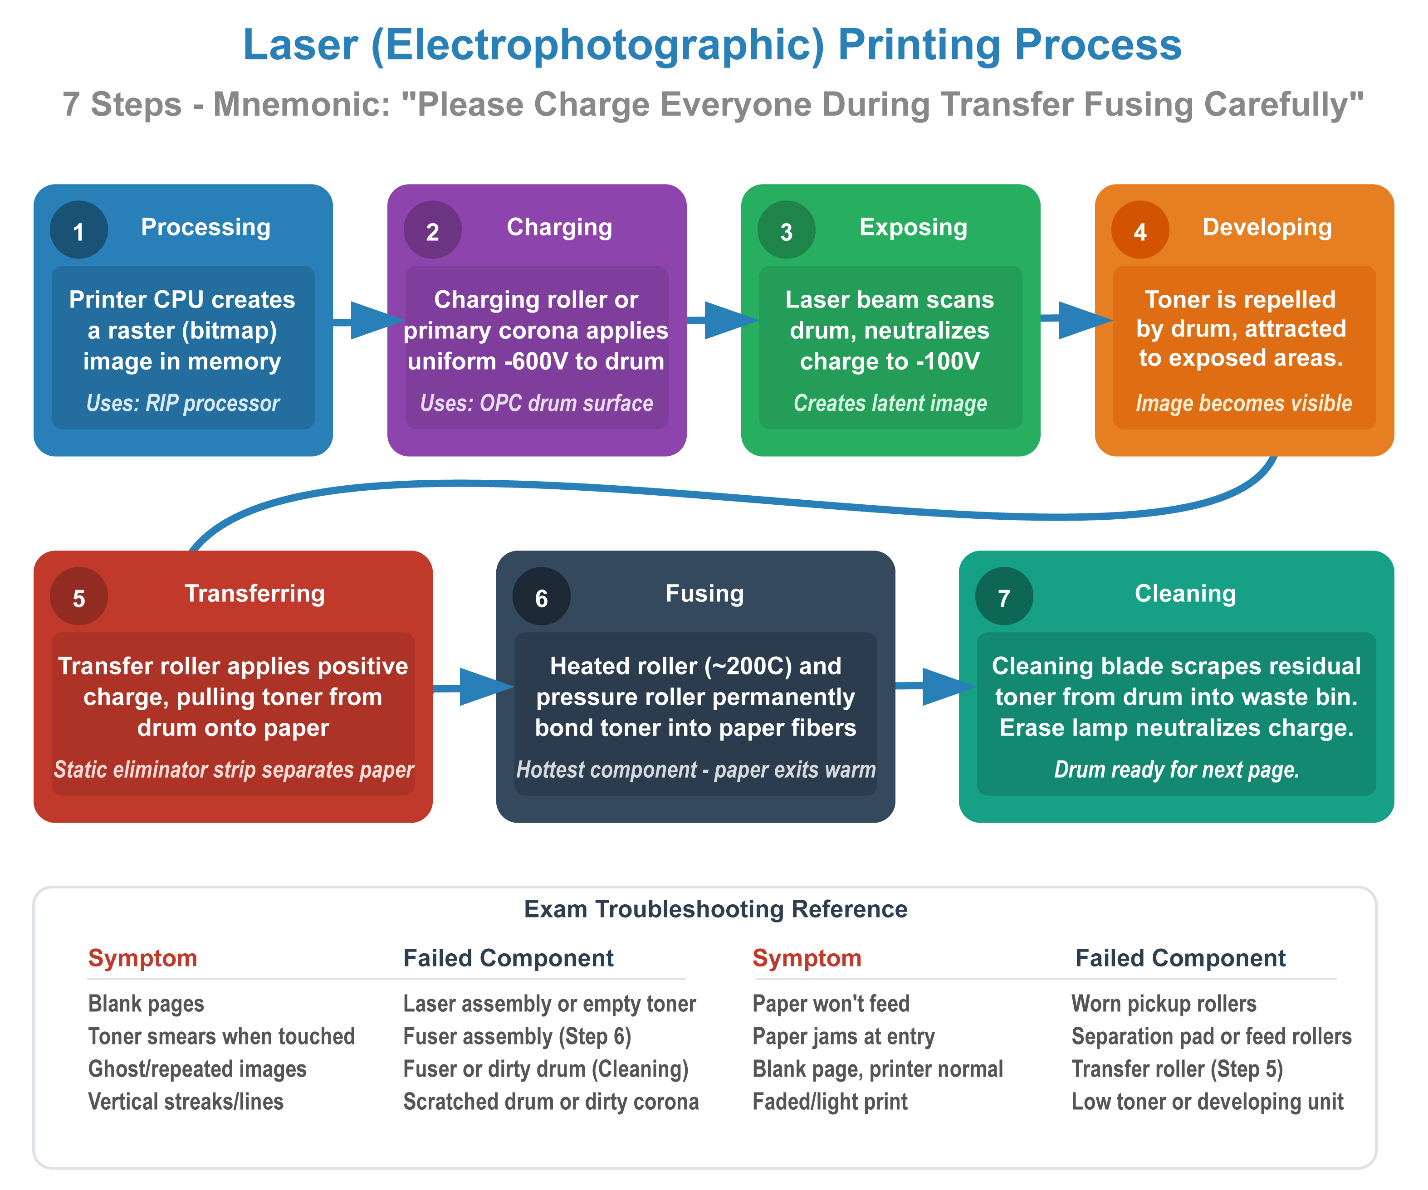 Laser (Electrophotographic) Printing Process
7 Steps - Mnemonic: "Please Charge Everyone During Transfer Fusing Carefully"
1
Processing
Printer CPU creates
a raster (bitmap)
image in memory
Uses: RIP processor
2
Charging
Charging roller or
primary corona applies
uniform -600V to drum
Uses: OPC drum surface
3
Exposing
Laser beam scans
drum, neutralizes
charge to -100V
Creates latent image
4
Developing
Toner is repelled
by drum, attracted
to exposed areas.
Image becomes visible
5
Transferring
Transfer roller applies positive
charge, pulling toner from
drum onto paper
Static eliminator strip separates paper
6
Fusing
Heated roller (~200C) and
pressure roller permanently
bond toner into paper fibers
Hottest component - paper exits warm
7
Cleaning
Cleaning blade scrapes residual
toner from drum into waste bin.
Erase lamp neutralizes charge.
Drum ready for next page.
Exam Troubleshooting Reference
Symptom Failed Component Symptom Failed Component
Blank pages Laser assembly or empty toner Paper won't feed Worn pickup rollers
Toner smears when touched Fuser assembly (Step 6) Paper jams at entry Separation pad or feed rollers
Ghost/repeated images Fuser or dirty drum (Cleaning) Blank page, printer normal Transfer roller (Step 5)
Vertical streaks/lines Scratched drum or dirty corona Faded/light print Low toner or developing unit